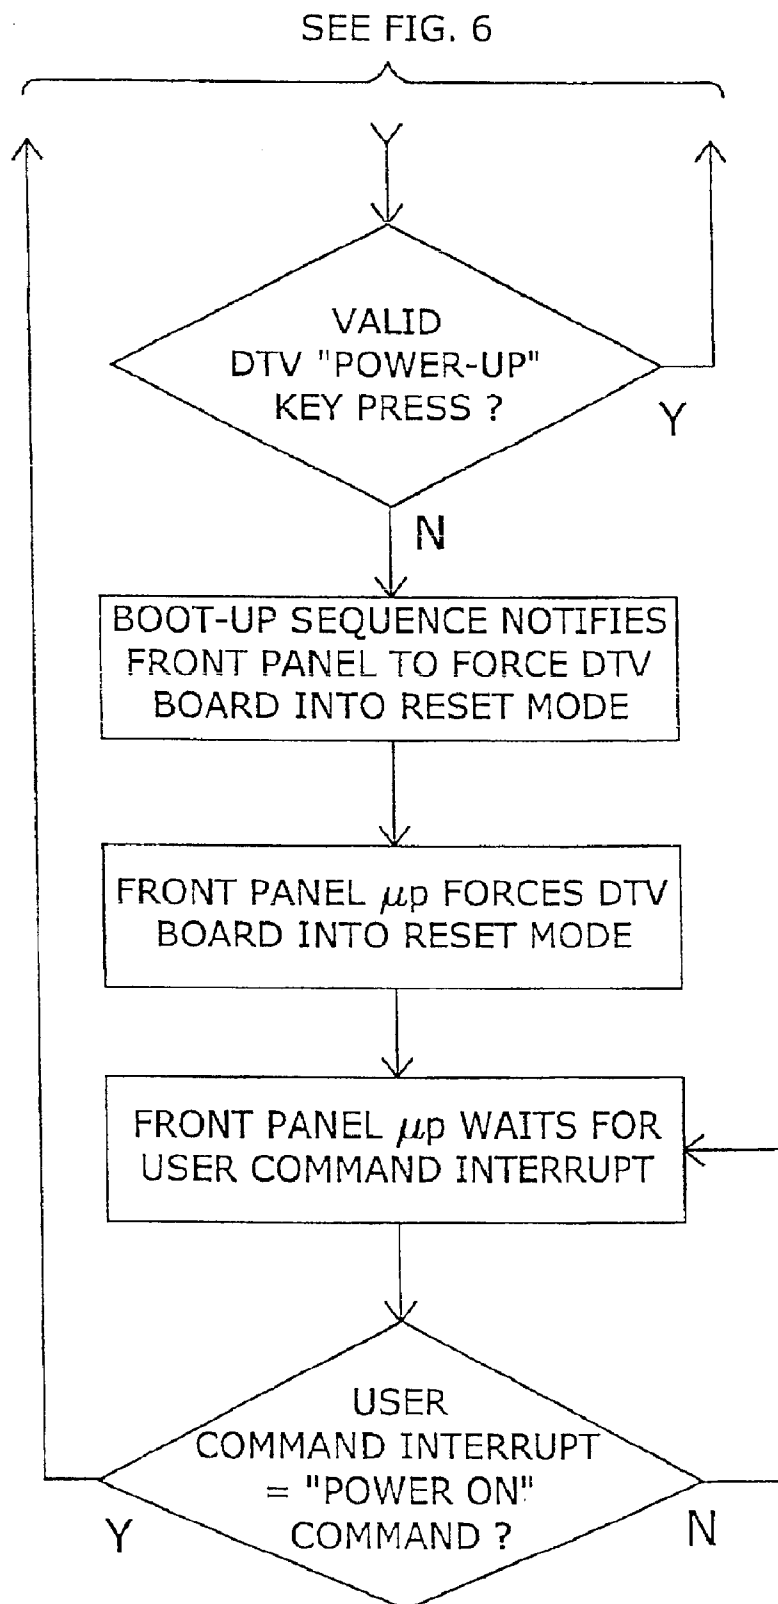 SEE FIG. 6
VALID
DTV "POWER-UP"
KEY PRESS ?
Y
N
BOOT-UP SEQUENCE NOTIFIES
FRONT PANEL TO FORCE DTV
BOARD INTO RESET MODE
FRONT PANEL μp FORCES DTV
BOARD INTO RESET MODE
FRONT PANEL μp WAITS FOR
USER COMMAND INTERRUPT
USER
COMMAND INTERRUPT
= "POWER ON"
COMMAND ?
Y
N